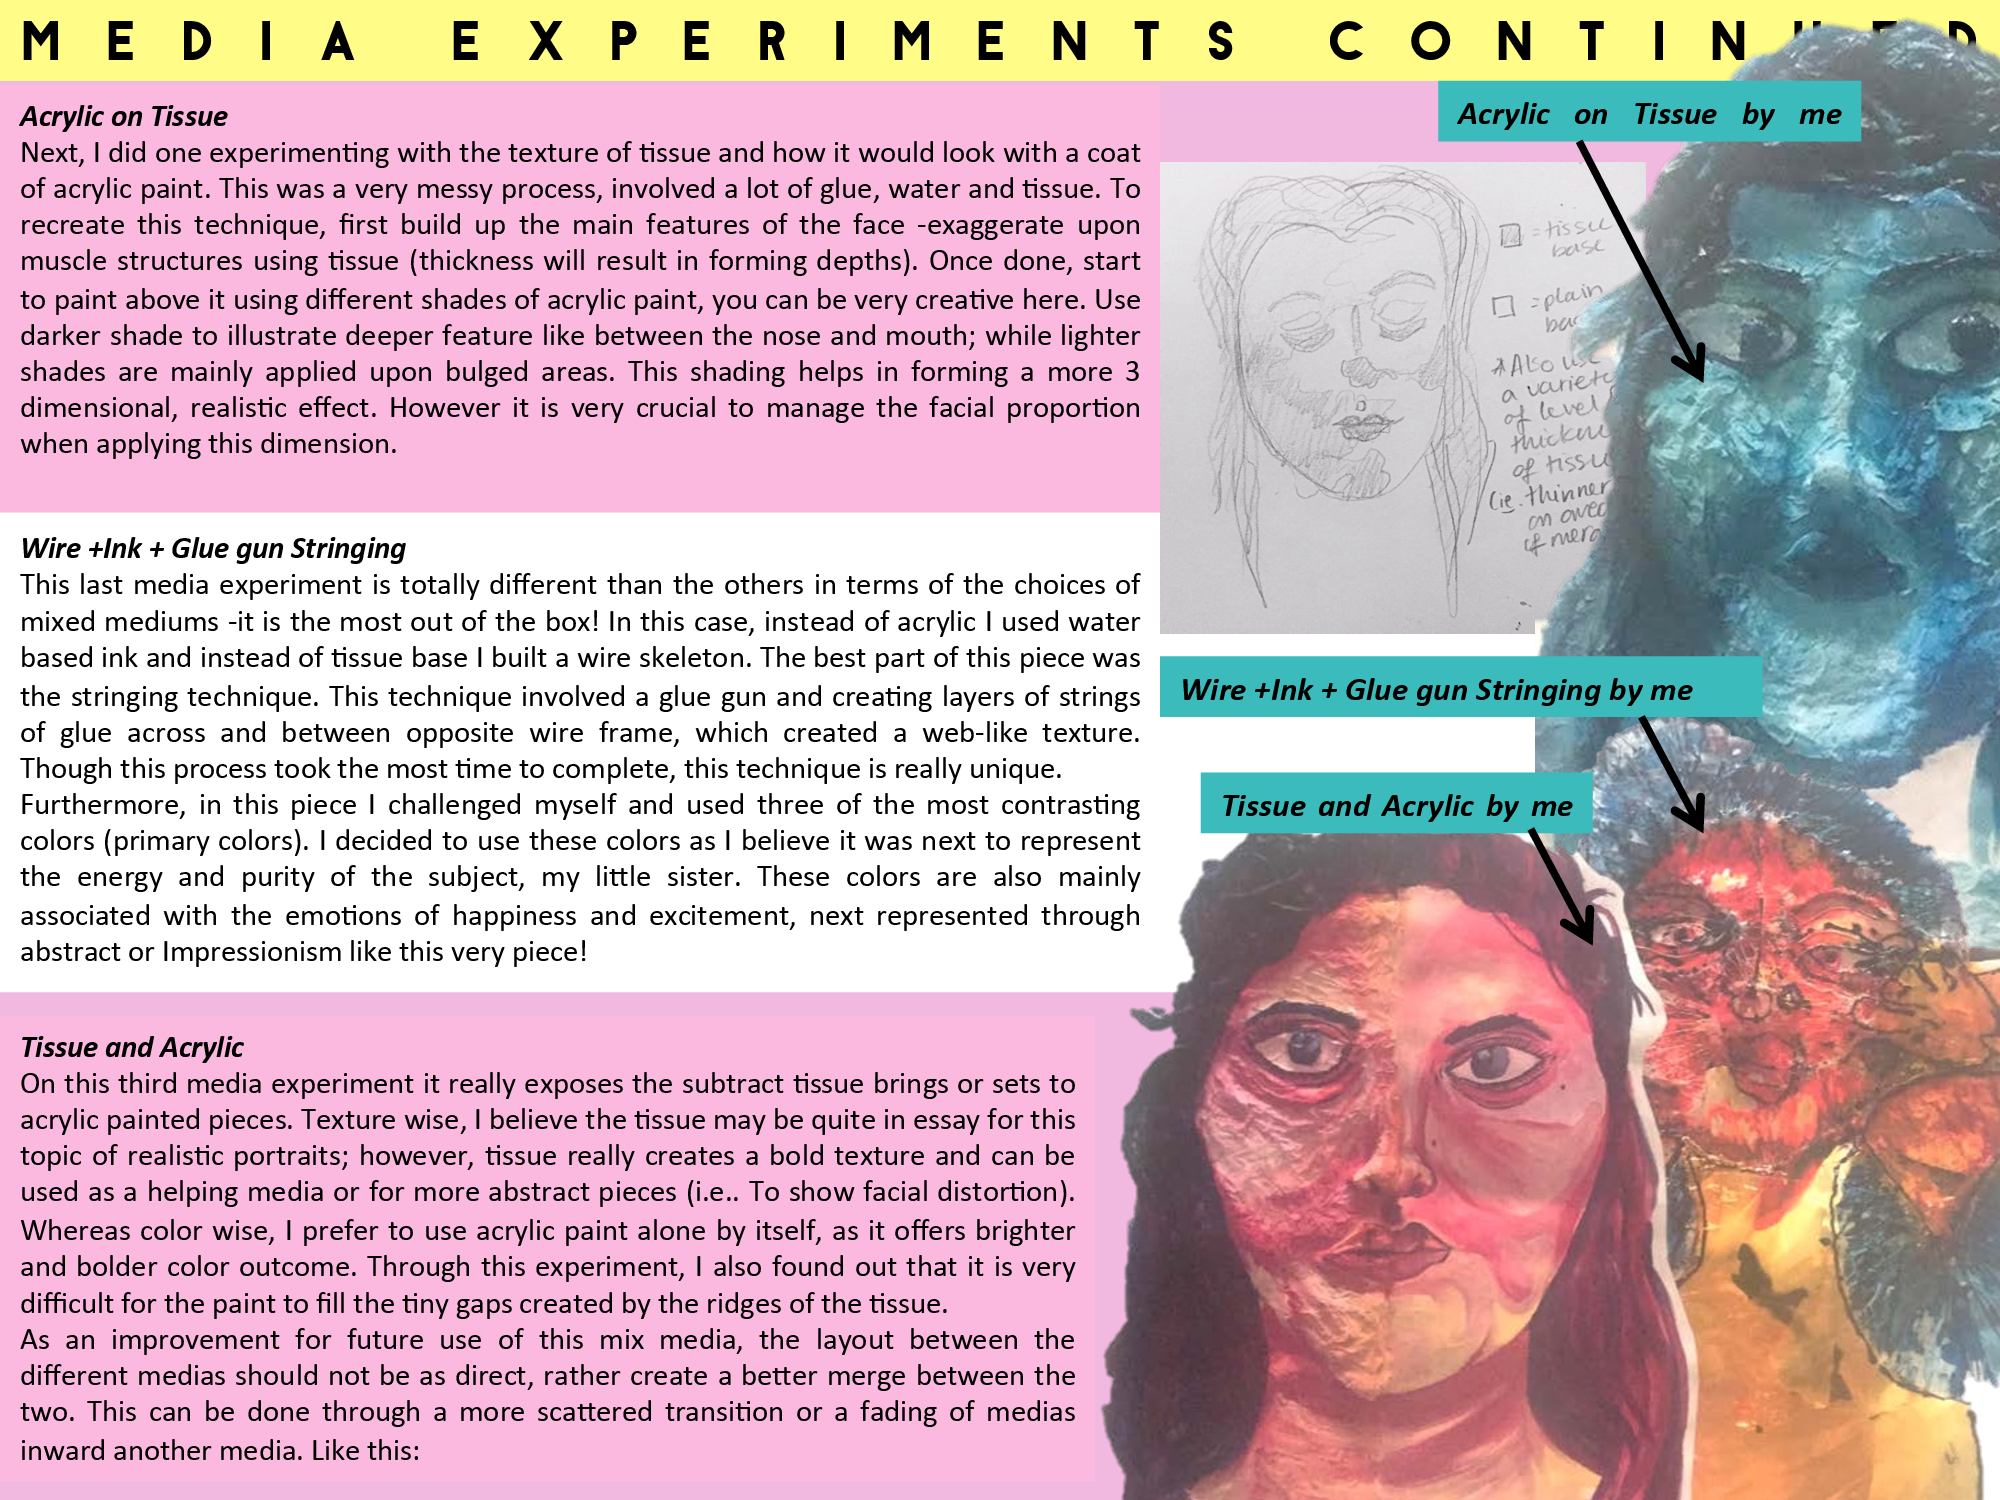 MEDIA EXPERIMENTS CONTINUED
Acrylic on Tissue
Next, I did one experimenting with the texture of tissue and how it would look with a coat
of acrylic paint. This was a very messy process, involved a lot of glue, water and tissue. To
recreate this technique, first build up the main features of the face -exaggerate upon
muscle structures using tissue (thickness will result in forming depths). Once done, start
to paint above it using different shades of acrylic paint, you can be very creative here. Use
darker shade to illustrate deeper feature like between the nose and mouth; while lighter
shades are mainly applied upon bulged areas. This shading helps in forming a more 3
dimensional, realistic effect. However it is very crucial to manage the facial proportion
when applying this dimension.
Wire +Ink + Glue gun Stringing
This last media experiment is totally different than the others in terms of the choices of
mixed mediums -it is the most out of the box! In this case, instead of acrylic I used water
based ink and instead of tissue base I built a wire skeleton. The best part of this piece was
the stringing technique. This technique involved a glue gun and creating layers of strings
of glue across and between opposite wire frame, which created a web-like texture.
Though this process took the most time to complete, this technique is really unique.
Furthermore, in this piece I challenged myself and used three of the most contrasting
colors (primary colors). I decided to use these colors as I believe it was next to represent
the energy and purity of the subject, my little sister. These colors are also mainly
associated with the emotions of happiness and excitement, next represented through
abstract or Impressionism like this very piece!
Tissue and Acrylic
On this third media experiment it really exposes the subtract tissue brings or sets to
acrylic painted pieces. Texture wise, I believe the tissue may be quite in essay for this
topic of realistic portraits; however, tissue really creates a bold texture and can be
used as a helping media or for more abstract pieces (i.e.. To show facial distortion).
Whereas color wise, I prefer to use acrylic paint alone by itself, as it offers brighter
and bolder color outcome. Through this experiment, I also found out that it is very
difficult for the paint to fill the tiny gaps created by the ridges of the tissue.
As an improvement for future use of this mix media, the layout between the
different medias should not be as direct, rather create a better merge between the
two. This can be done through a more scattered transition or a fading of medias
inward another media. Like this:
Acrylic on Tissue by me
= tissue
base
= plain
* Also
a
of level
of
(ie. thinner
on
of
Wire +Ink + Glue gun Stringing by me
Tissue and Acrylic by me